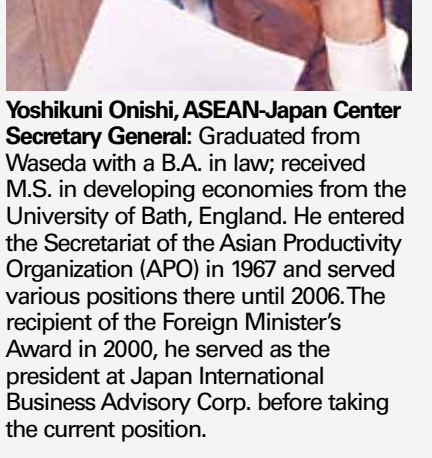 Yoshikuni Onishi, ASEAN-Japan Center
Secretary General: Graduated from
Waseda with a B.A. in law; received
M.S. in developing economies from the
University of Bath, England. He entered
the Secretariat of the Asian Productivity
Organization (APO) in 1967 and served
various positions there until 2006. The
recipient of the Foreign Minister's
Award in 2000, he served as the
president at Japan International
Business Advisory Corp. before taking
the current position.